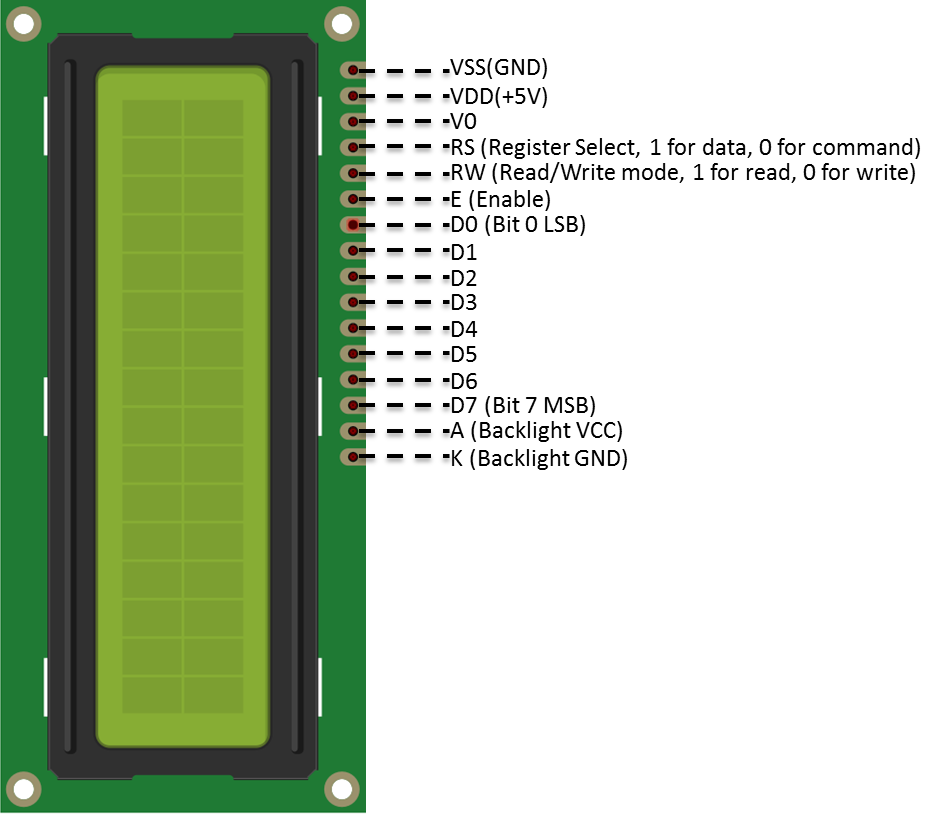 VSS(GND)
VDD(+5V)
V0
RS (Register Select, 1 for data, 0 for command)
RW (Read/Write mode, 1 for read, 0 for write)
E (Enable)
D0 (Bit 0 LSB)
D1
D2
D3
D4
D5
D6
D7 (Bit 7 MSB)
A (Backlight VCC)
K (Backlight GND)